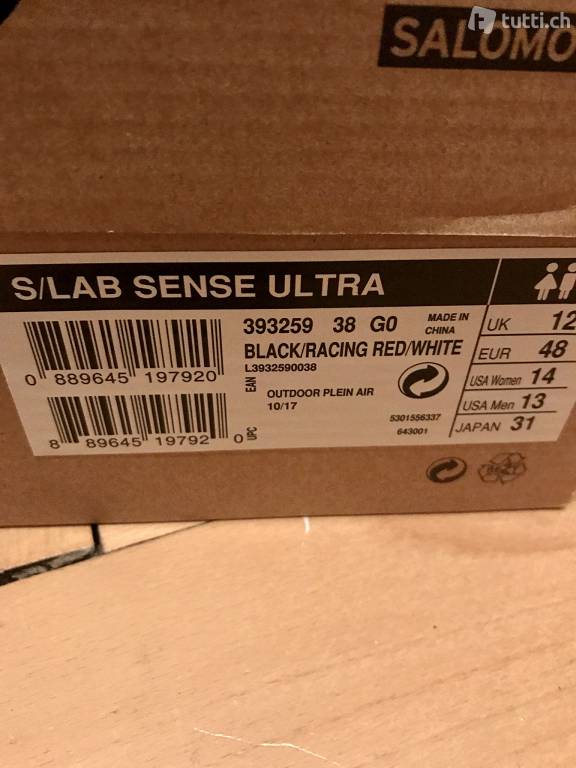 tutti.ch
SALOMO
S/LAB SENSE ULTRA
393259 38 G0
MADE IN CHINA
BLACK/RACING RED/WHITE
L3932590038
EAN
OUTDOOR PLEIN AIR
10/17
5301556337
643001
0 889645 197920
8 89645 19792 0 UPC
UK 12
EUR 48
USA Women 14
USA Men 13
JAPAN 31